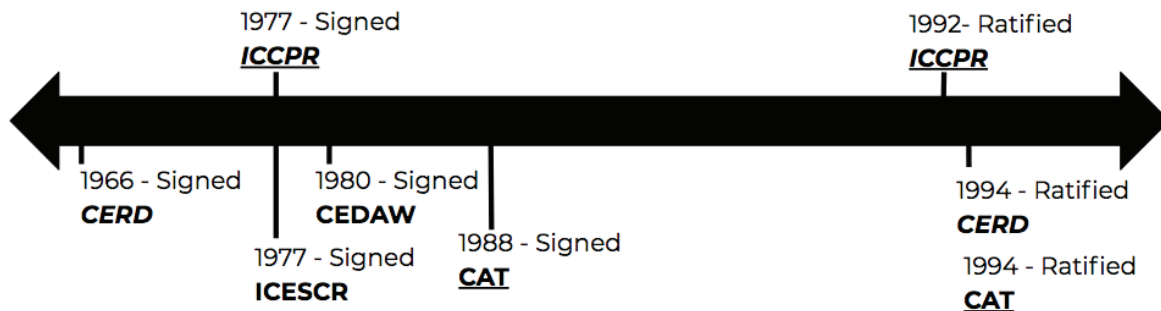 1977 - Signed
ICCPR
1992- Ratified
ICCPR
1966 - Signed
CERD
1980 - Signed
CEDAW
1994 - Ratified
CERD
1977 - Signed
ICESCR
1988 - Signed
CAT
1994 - Ratified
CAT